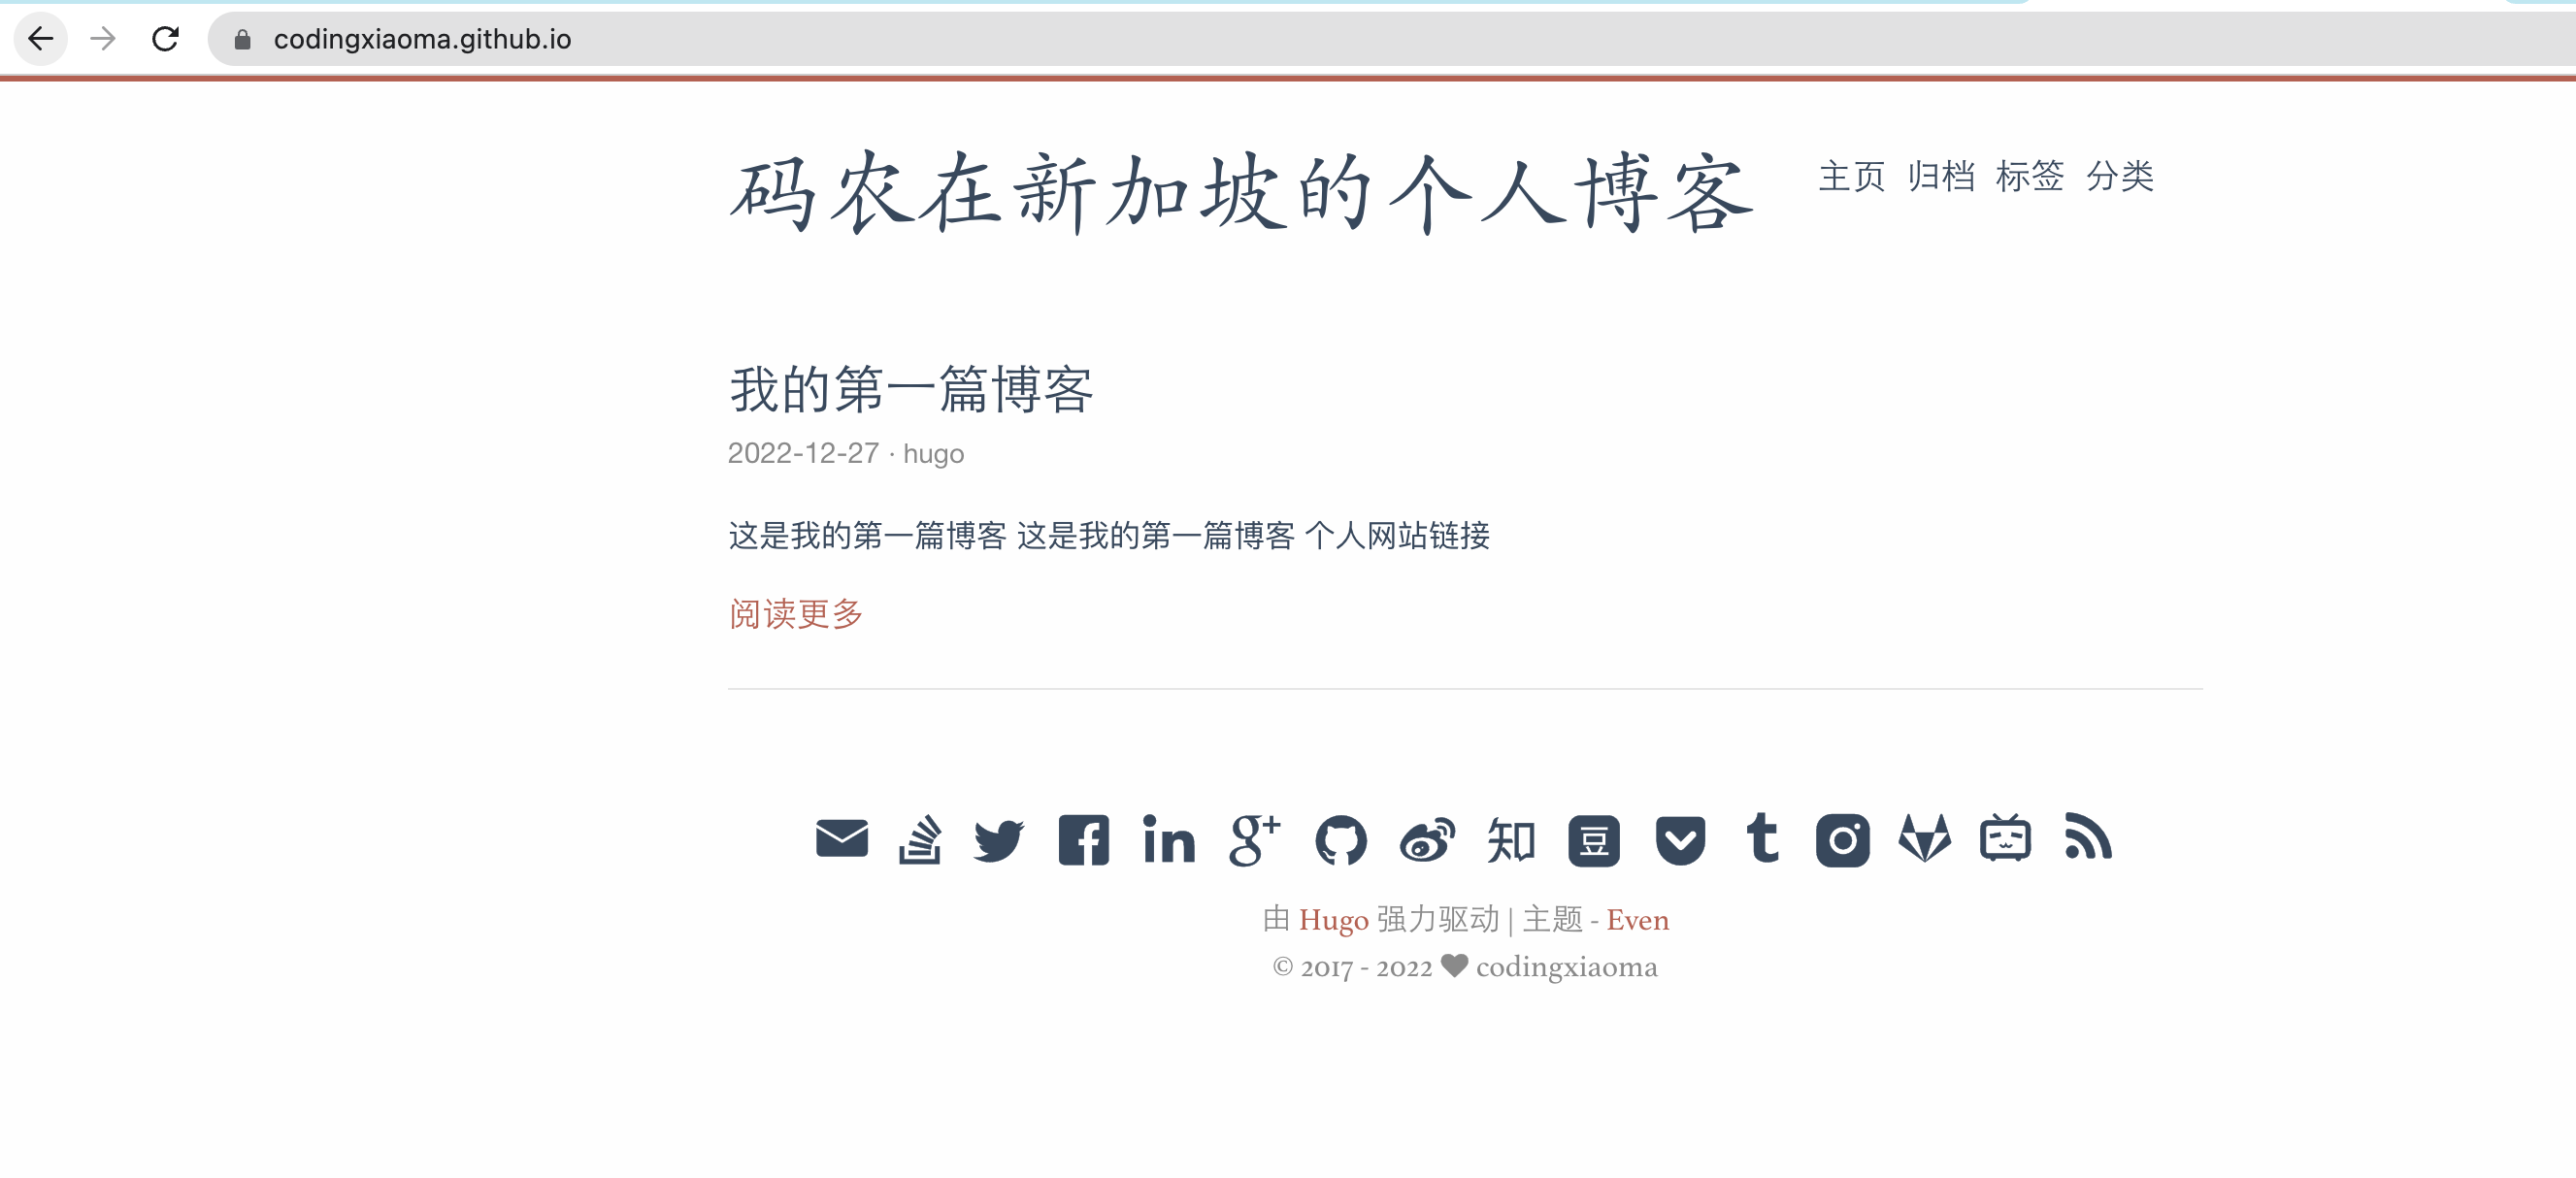 codingxiaoma.github.io
码农在新加坡的个人博客
主页 归档 标签 分类
我的第一篇博客
2022-12-27 · hugo
这是我的第一篇博客 这是我的第一篇博客 个人网站链接
阅读更多
in g+ 知 豆 t
由 Hugo 强力驱动 | 主题 - Even
© 2017 - 2022 ♥ codingxiaoma